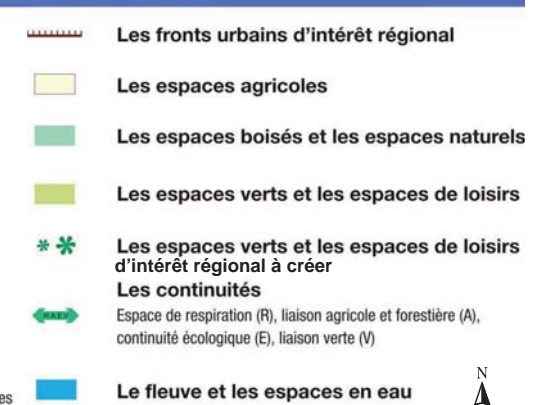 Les fronts urbains d'intérêt régional
Les espaces agricoles
Les espaces boisés et les espaces naturels
Les espaces verts et les espaces de loisirs
Les espaces verts et les espaces de loisirs
d'intérêt régional à créer
Les continuités
RAEV
Espace de respiration (R), liaison agricole et forestière (A),
continuité écologique (E), liaison verte (V)
N
es
Le fleuve et les espaces en eau